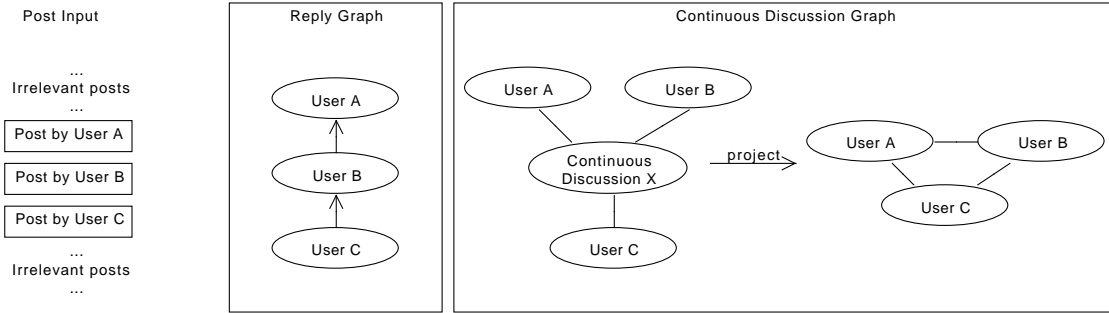 Post Input
...
Irrelevant posts
...
Post by User A
Post by User B
Post by User C
...
Irrelevant posts
...
Reply Graph
User A
User B
User C
Continuous Discussion Graph
User A
User B
Continuous
Discussion X
User C
project
User A
User B
User C